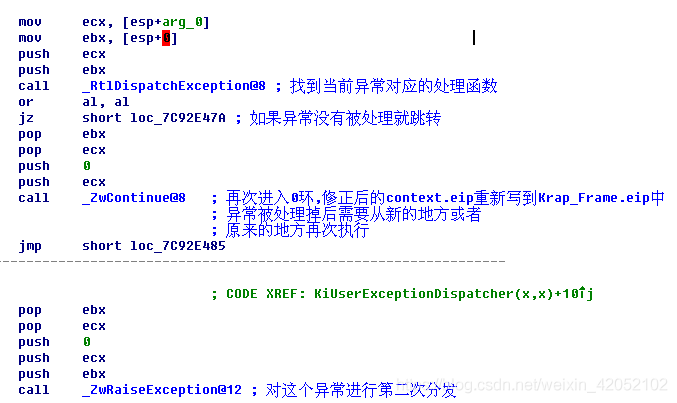 mov ecx, [esp+arg_0]
mov ebx, [esp+0]
push ecx
push ebx
call _RtlDispatchException@8 ; 找到当前异常对应的处理函数
or al, al
jz short loc_7C92E47A ; 如果异常没有被处理就跳转
pop ebx
pop ecx
push 0
push ecx
call _ZwContinue@8 ; 再次进入0环,修正后的context.eip重新写到Krap_Frame.eip中
; 异常被处理掉后需要从新的地方或者
; 原来的地方再次执行
jmp short loc_7C92E485
; CODE XREF: KiUserExceptionDispatcher(x,x)+10↑j
pop ebx
pop ecx
push 0
push ecx
push ebx
call _ZwRaiseException@12 ; 对这个异常进行第二次分发
blog.csdn.net/weixin_42052102